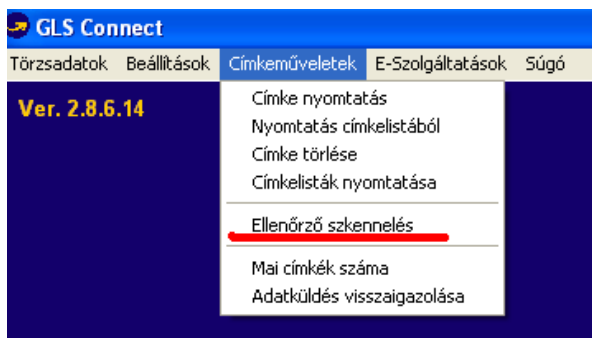 GLS Connect
Törzsadatok Beállítások Címkeműveletek E-Szolgáltatások Súgó
Ver. 2.8.6.14
Címke nyomtatás
Nyomtatás címkelistából
Címke törlése
Címkelisták nyomtatása
Ellenőrző szkennelés
Mai címkék száma
Adatküldés visszaigazolása